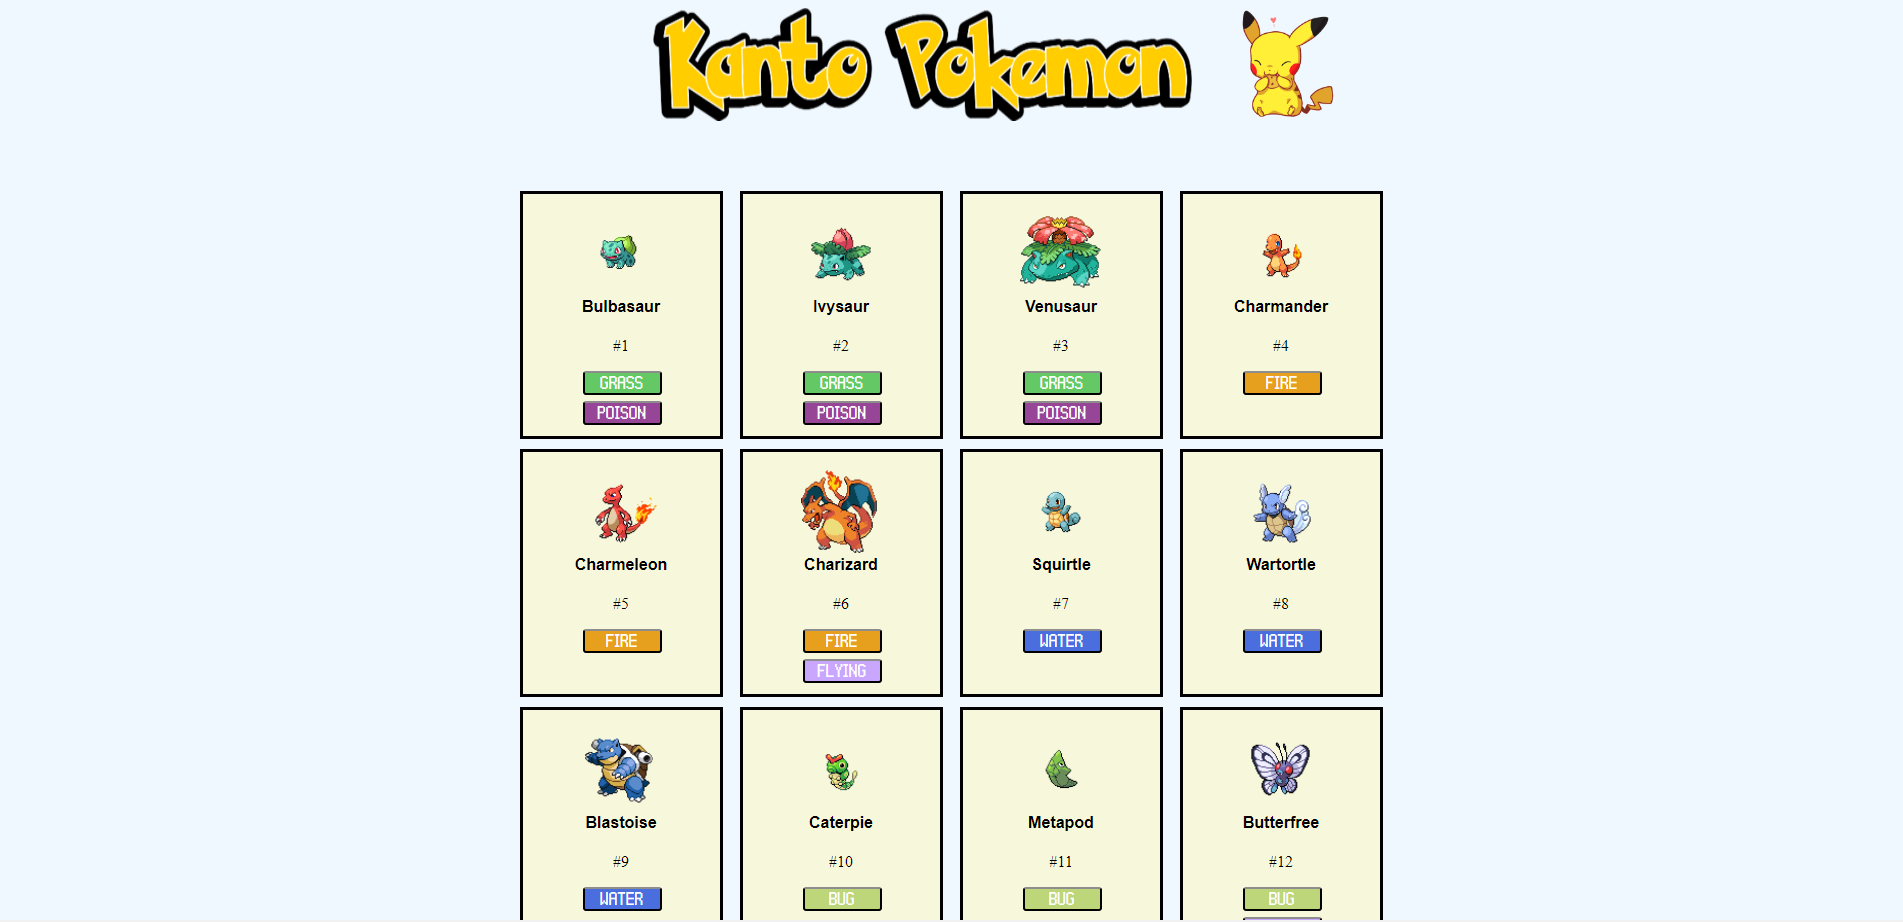 Kanto Pokemon
Bulbasaur
#1
GRASS
POISON
Ivysaur
#2
GRASS
POISON
Venusaur
#3
GRASS
POISON
Charmander
#4
FIRE
Charmeleon
#5
FIRE
Charizard
#6
FIRE
FLYING
Squirtle
#7
WATER
Wartortle
#8
WATER
Blastoise
#9
WATER
Caterpie
#10
BUG
Metapod
#11
BUG
Butterfree
#12
BUG